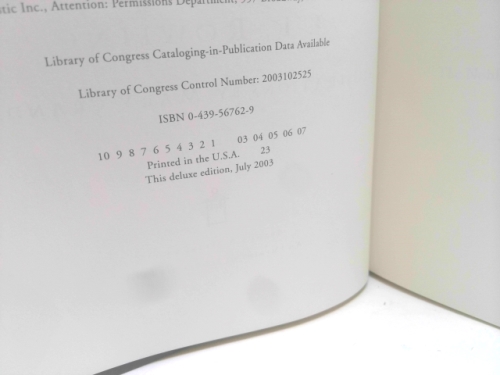 tic Inc., Attention: Permissions Department, 557
Library of Congress Cataloging-in-Publication Data Available
Library of Congress Control Number: 2003102525
ISBN 0-439-56762-9
10 9 8 7 6 5 4 3 2 1 03 04 05 06 07
Printed in the U.S.A. 23
This deluxe edition, July 2003